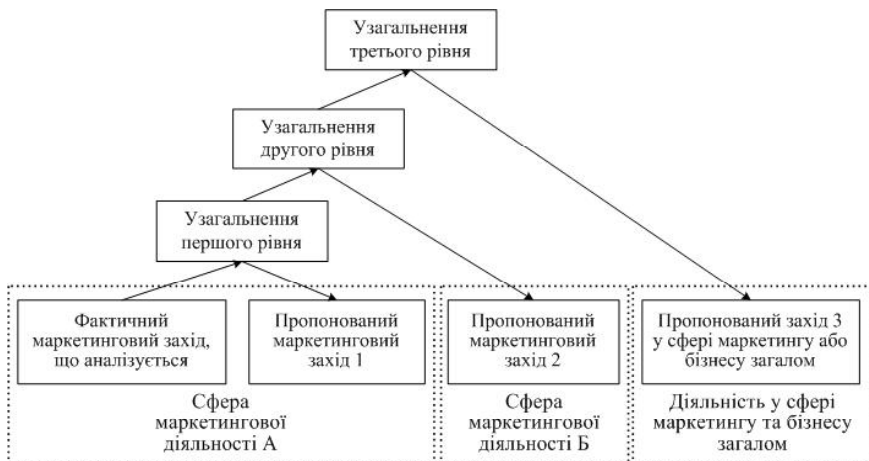 Узагальнення
третього рівня
Узагальнення
другого рівня
Узагальнення
першого рівня
Фактичний
маркетинговий захід,
що аналізується
Пропонований
маркетинговий
захід 1
Пропонований
маркетинговий
захід 2
Пропонований захід 3
у сфері маркетингу або
бізнесу загалом
Сфера
маркетингової
діяльності А
Сфера
маркетингової
діяльності Б
Діяльність у сфері
маркетингу та бізнесу
загалом